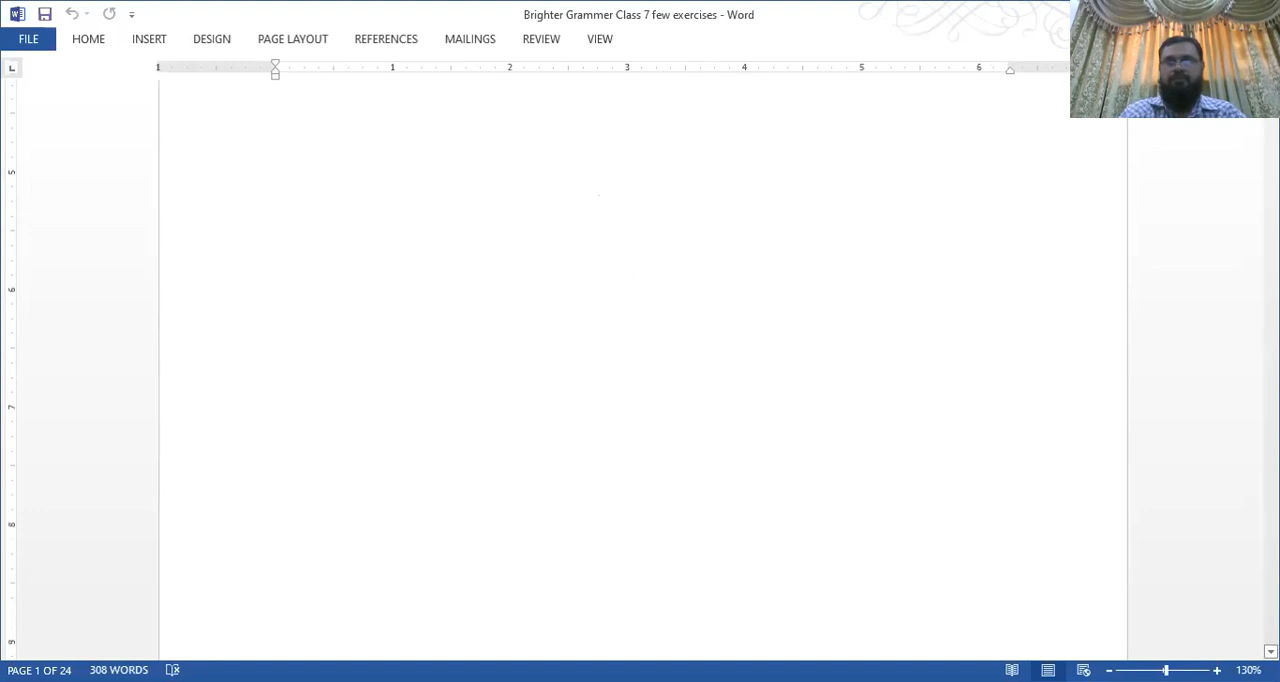 Brighter Grammer Class 7 few exercises - Word
FILE HOME INSERT DESIGN PAGE LAYOUT REFERENCES MAILINGS REVIEW VIEW
1 1 2 3 4 5 6
5
6
7
8
9
PAGE 1 OF 24 308 WORDS 130%